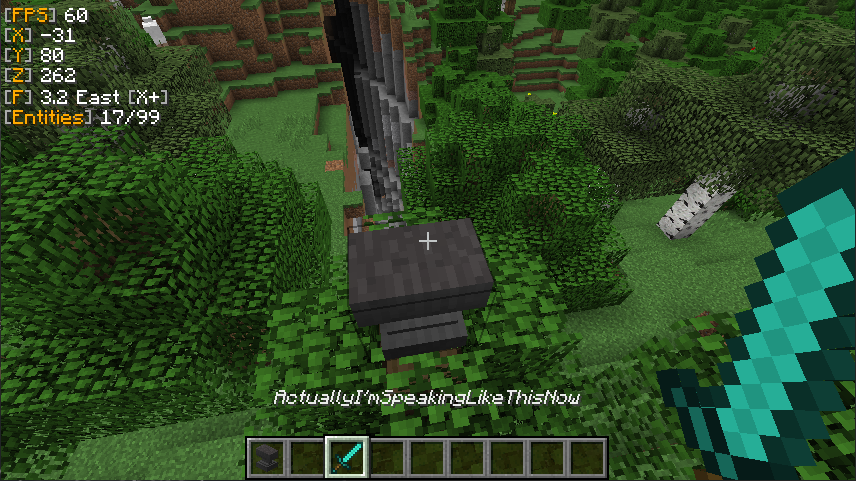 [FPS] 60
[X] -31
[Y] 80
[Z] 262
[F] 3.2 East [X+]
[Entities] 17/99
ActuallyI'mSpeakingLikeThisNow